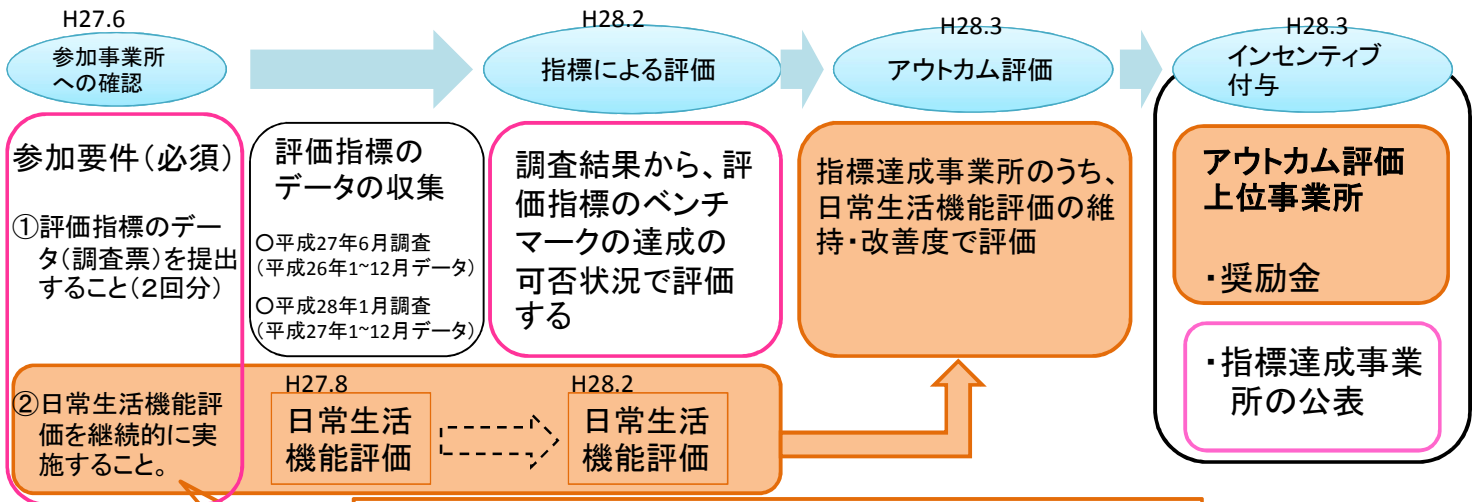 H27.6
参加事業所
への確認
H28.2
指標による評価
H28.3
アウトカム評価
H28.3
インセンティブ
付与
参加要件(必須)
①評価指標のデー
タ(調査票)を提出
すること(2回分)
②日常生活機能評
価を継続的に実
施すること。
評価指標の
データの収集
○平成27年6月調査
(平成26年1~12月データ)
○平成28年1月調査
(平成27年1~12月データ)
調査結果から、評
価指標のベンチ
マークの達成の
可否状況で評価
する
指標達成事業所のうち、
日常生活機能評価の維
持・改善度で評価
アウトカム評価
上位事業所
・奨励金
・指標達成事業
所の公表
H27.8
日常生活
機能評価
H28.2
日常生活
機能評価